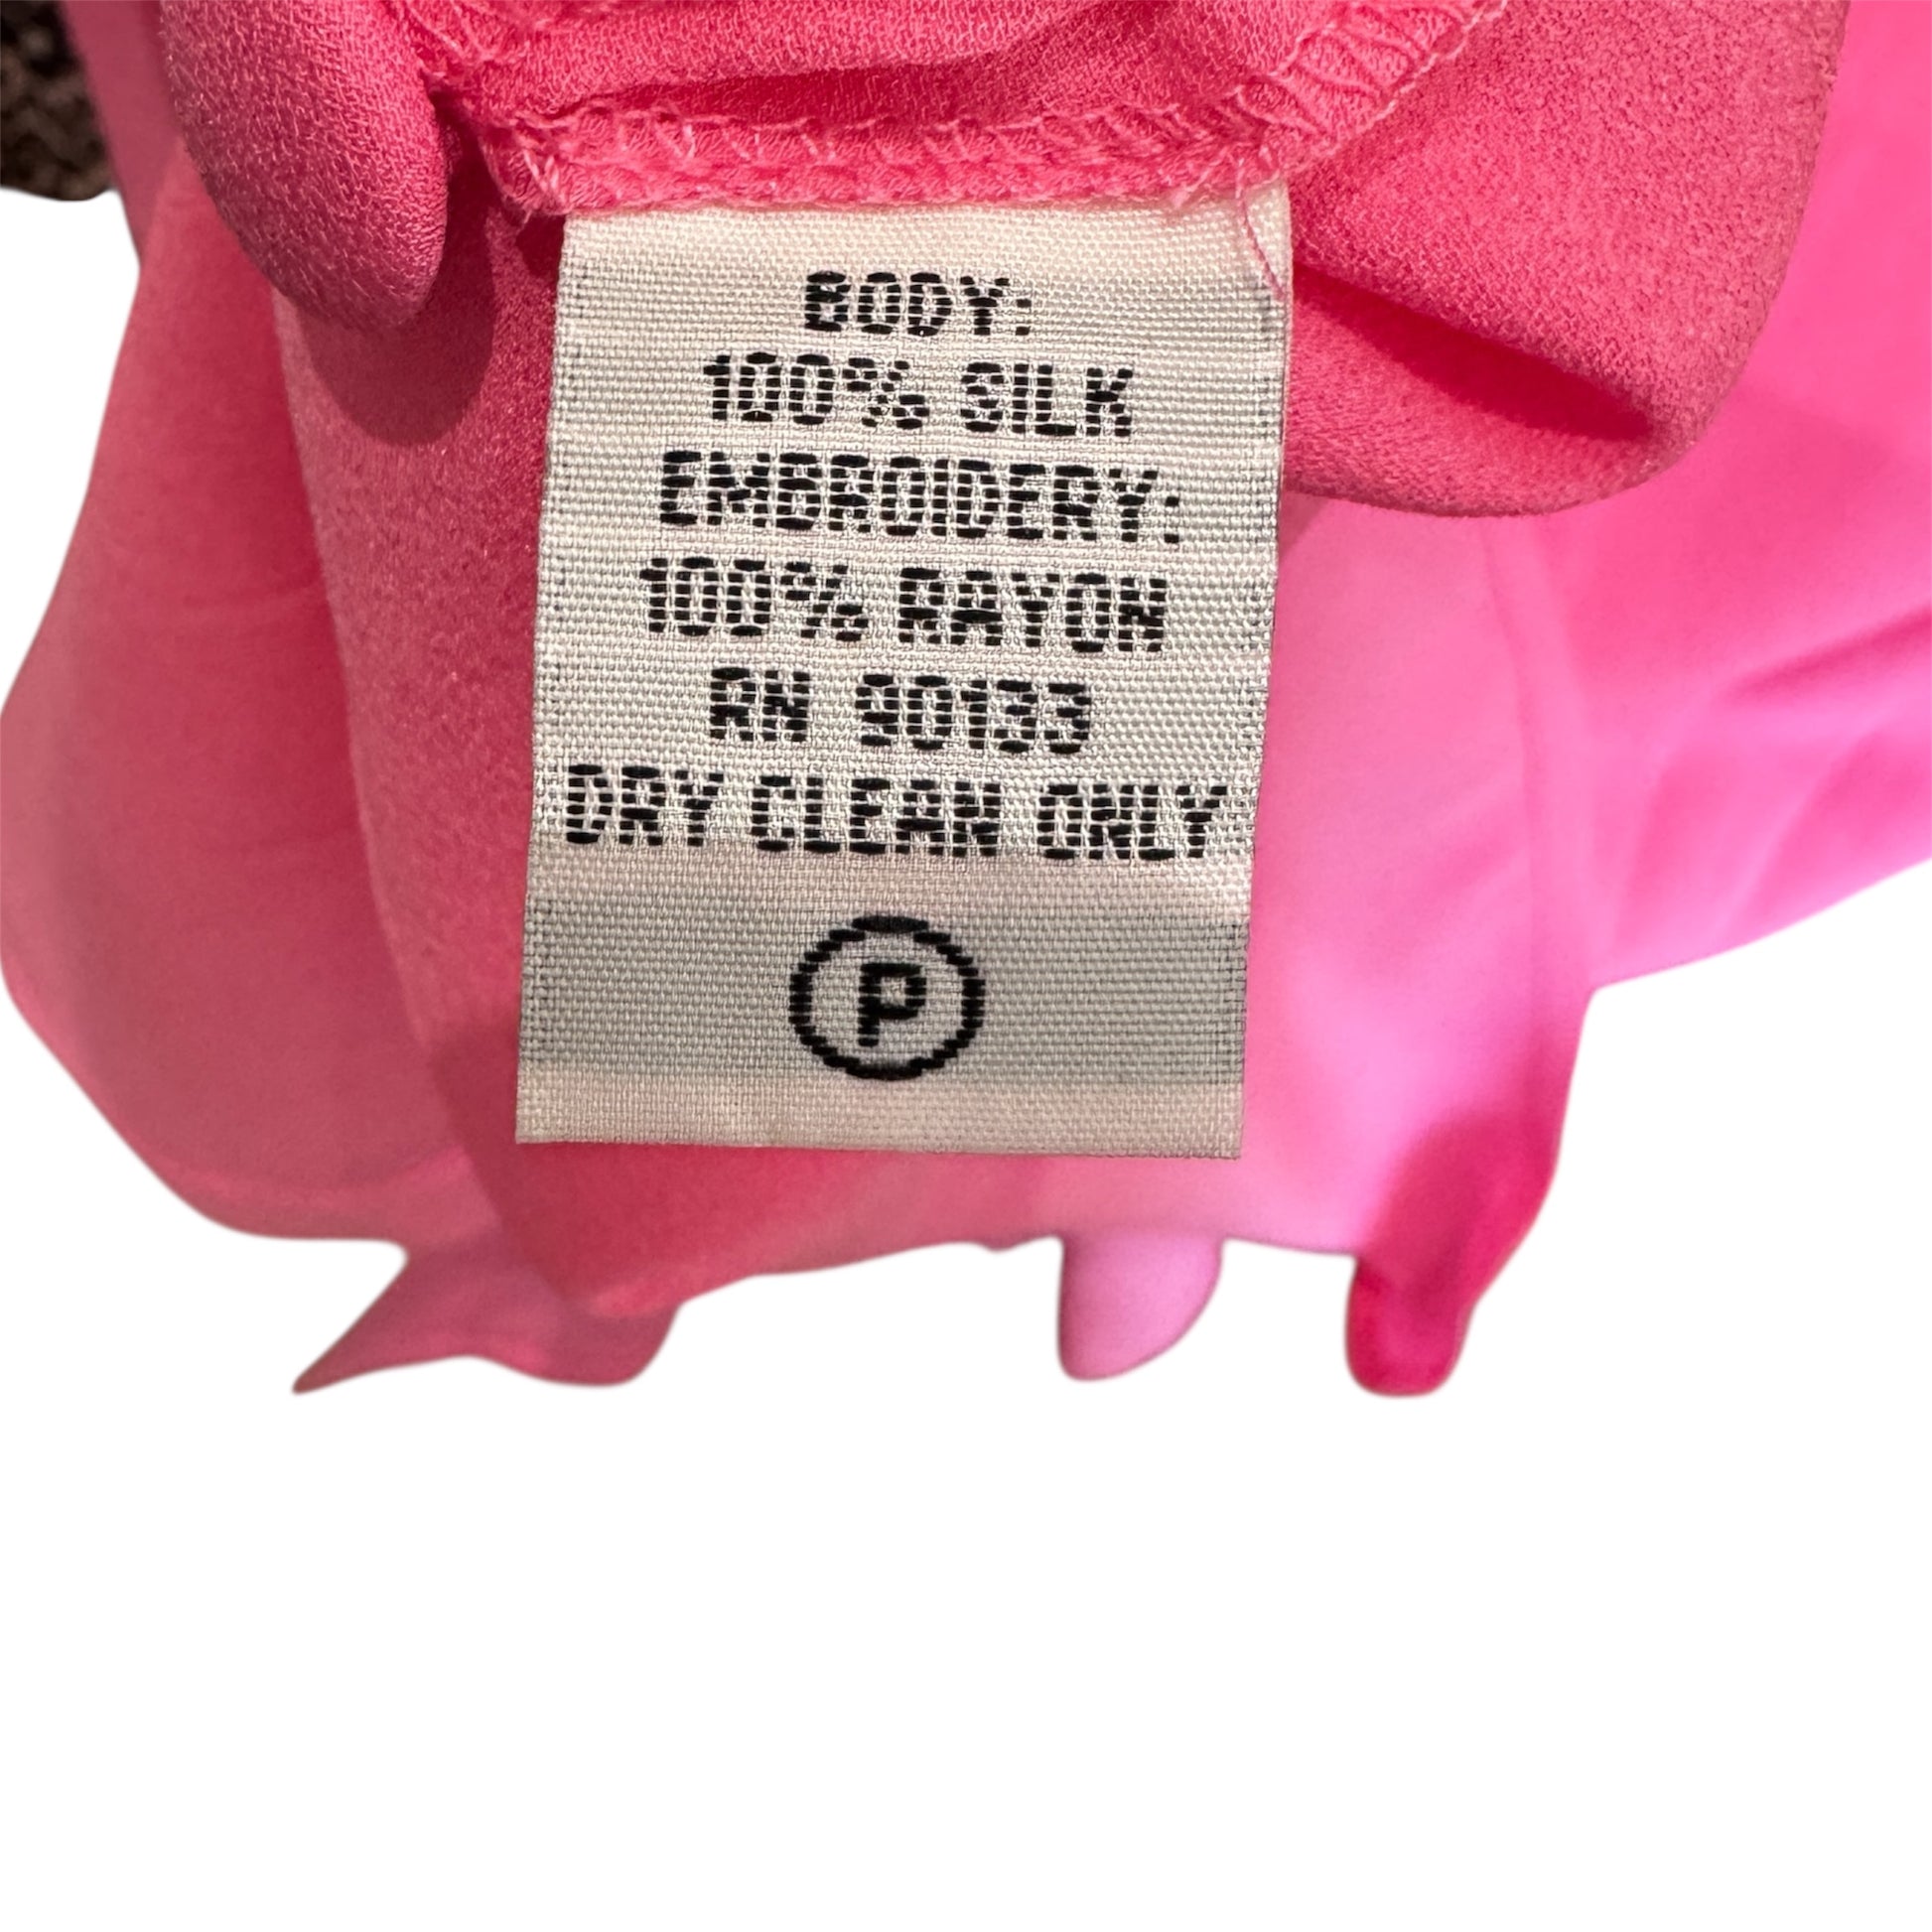 BODY:
100% SILK
EMBROIDERY:
100% RAYON
RN 90133
DRY CLEAN ONLY
P